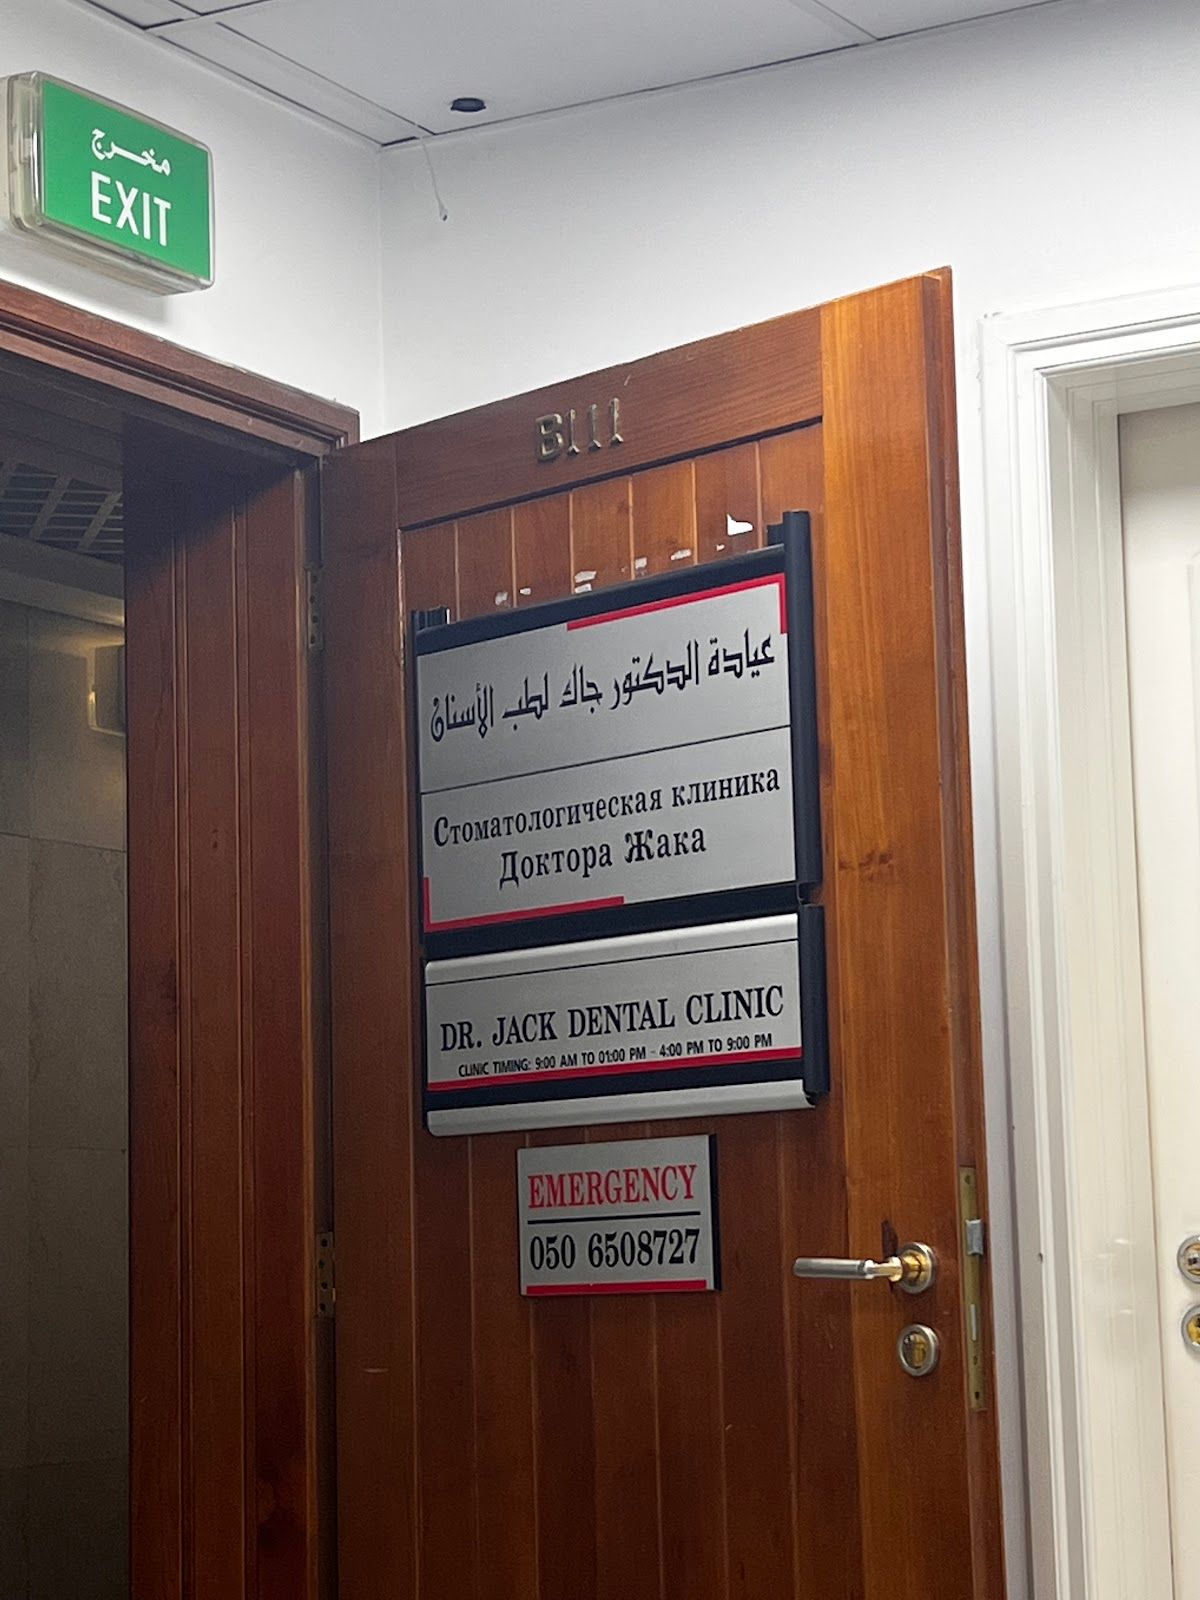 مخرج
EXIT
B111
عيادة الدكتور جاك لطب الأسنان
Стоматологическая клиника
Доктора Жака
DR. JACK DENTAL CLINIC
CLINIC TIMING: 9:00 AM TO 01:00 PM - 4:00 PM TO 9:00 PM
EMERGENCY
050 6508727